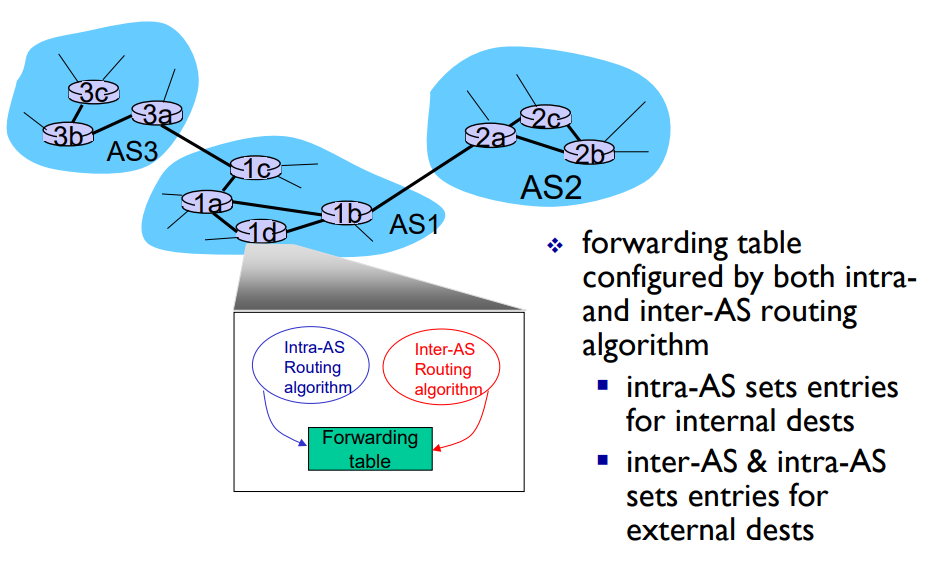 3c
3a
3b
AS3
2c
2a
2b
AS2
1c
1a
1b
1d
AS1
Intra-AS
Routing
algorithm
Inter-AS
Routing
algorithm
Forwarding
table
forwarding table
configured by both intra-
and inter-AS routing
algorithm
intra-AS sets entries
for internal dests
inter-AS & intra-AS
sets entries for
external dests